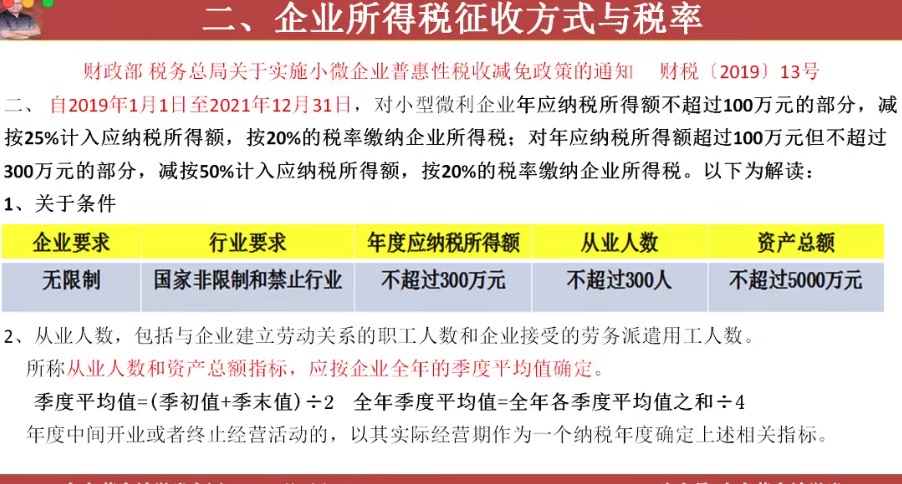 二、企业所得税征收方式与税率
财政部 税务总局关于实施小微企业普惠性税收减免政策的通知 财税〔2019〕13号
二、 自2019年1月1日至2021年12月31日，对小型微利企业年应纳税所得额不超过100万元的部分，减
按25%计入应纳税所得额，按20%的税率缴纳企业所得税；对年应纳税所得额超过100万元但不超过
300万元的部分，减按50%计入应纳税所得额，按20%的税率缴纳企业所得税。以下为解读：
1、关于条件
企业要求 行业要求 年度应纳税所得额 从业人数 资产总额
无限制 国家非限制和禁止行业 不超过300万元 不超过300人 不超过5000万元
2、从业人数，包括与企业建立劳动关系的职工人数和企业接受的劳务派遣用工人数。
所称从业人数和资产总额指标，应按企业全年的季度平均值确定。
季度平均值=(季初值+季末值)÷2 全年季度平均值=全年各季度平均值之和÷4
年度中间开业或者终止经营活动的，以其实际经营期作为一个纳税年度确定上述相关指标。